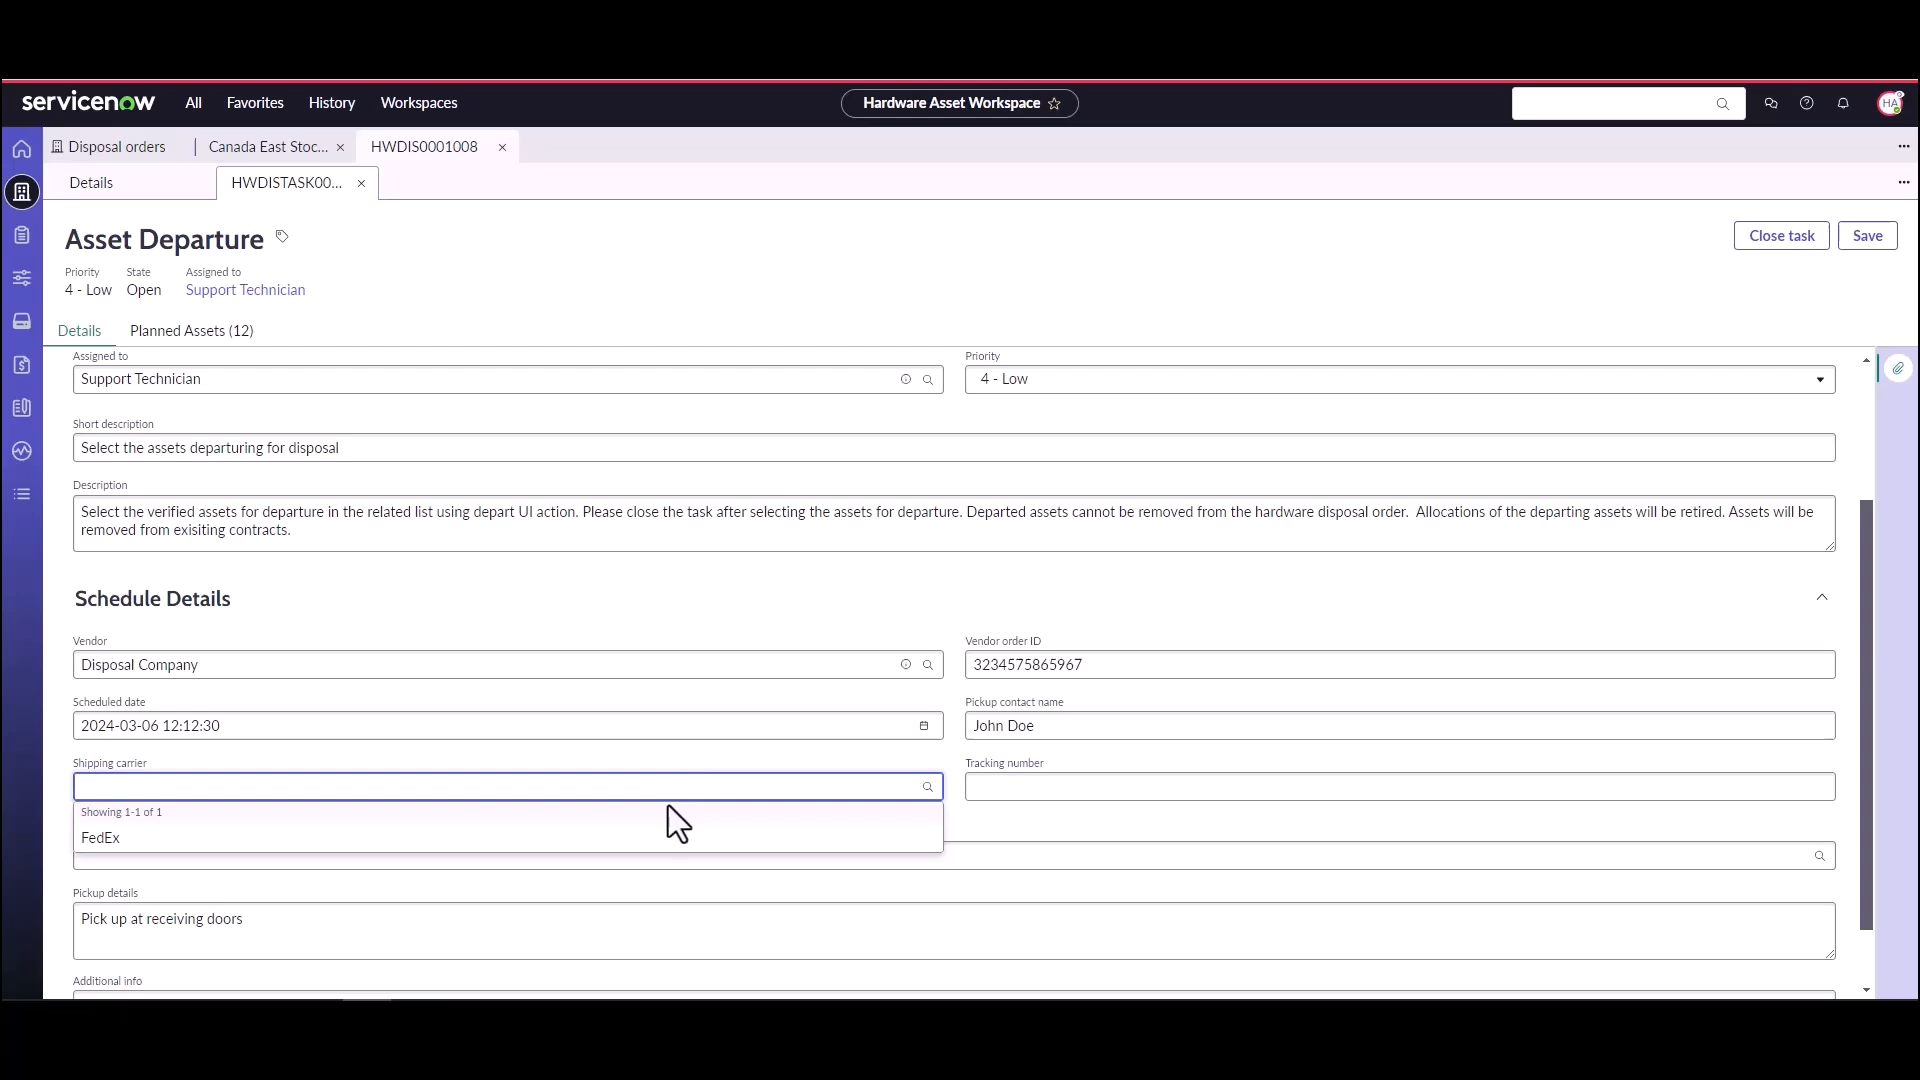 servicenow All Favorites History Workspaces Hardware Asset Workspace HA
Disposal orders Canada East Stoc... HWDIS0001008
Details HWDISTASK00...
Asset Departure
Close task Save
Priority State Assigned to
4 - Low Open Support Technician
Details Planned Assets (12)
Assigned to Priority
Support Technician 4 - Low
Short description
Select the assets departuring for disposal
Description
Select the verified assets for departure in the related list using depart UI action. Please close the task after selecting the assets for departure. Departed assets cannot be removed from the hardware disposal order.  Allocations of the departing assets will be retired. Assets will be
removed from exisiting contracts.
Schedule Details
Vendor Vendor order ID
Disposal Company 3234575865967
Scheduled date Pickup contact name
2024-03-06 12:12:30 John Doe
Shipping carrier Tracking number
Showing 1-1 of 1
FedEx
Pickup details
Pick up at receiving doors
Additional info